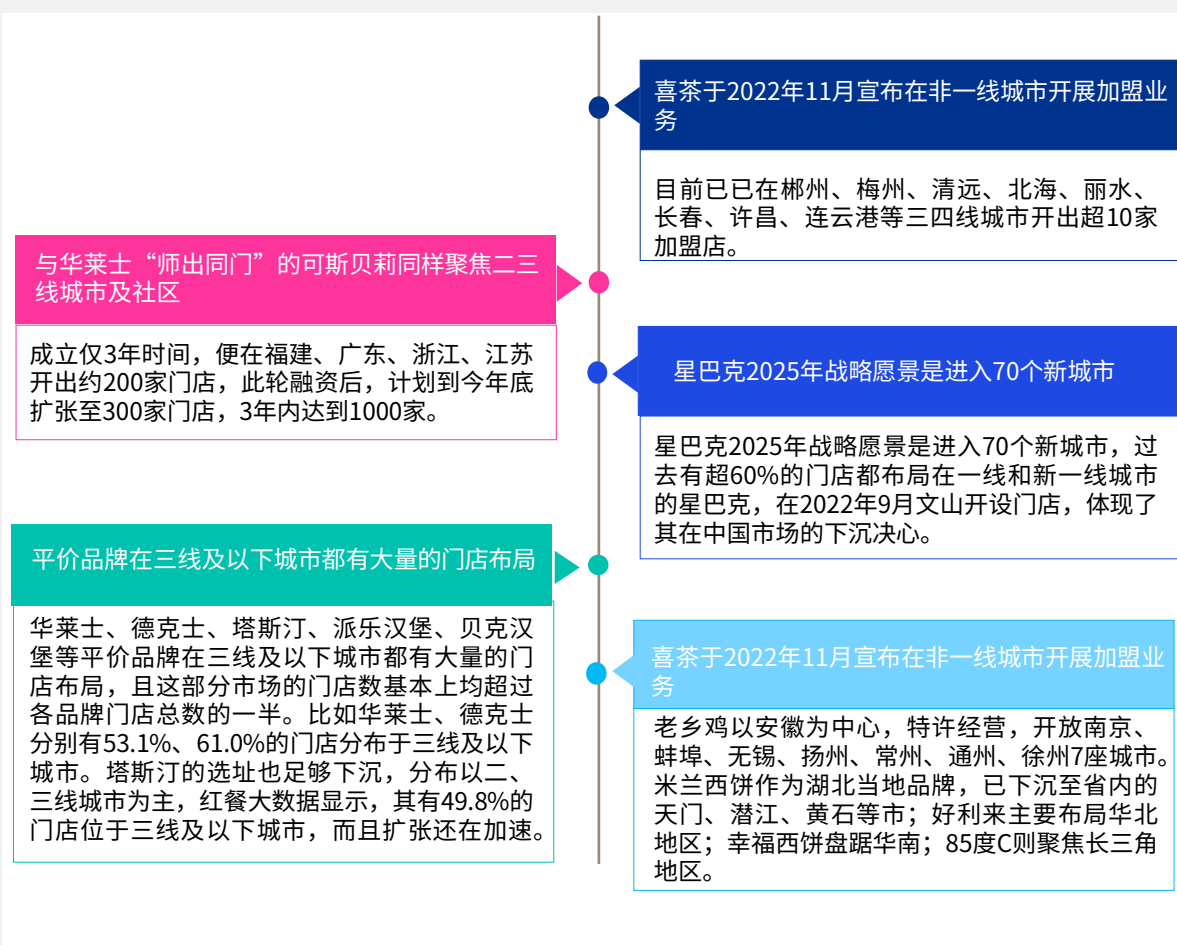 喜茶于2022年11月宣布在非一线城市开展加盟业
务
目前已已在郴州、梅州、清远、北海、丽水、
长春、许昌、连云港等三四线城市开出超10家
加盟店。
与华莱士“师出同门”的可斯贝莉同样聚焦二三
线城市及社区
成立仅3年时间，便在福建、广东、浙江、江苏
开出约200家门店，此轮融资后，计划到今年底
扩张至300家门店，3年内达到1000家。
星巴克2025年战略愿景是进入70个新城市
星巴克2025年战略愿景是进入70个新城市，过
去有超60%的门店都布局在一线和新一线城市
的星巴克，在2022年9月文山开设门店，体现了
其在中国市场的下沉决心。
平价品牌在三线及以下城市都有大量的门店布局
华莱士、德克士、塔斯汀、派乐汉堡、贝克汉
堡等平价品牌在三线及以下城市都有大量的门
店布局，且这部分市场的门店数基本上均超过
各品牌门店总数的一半。比如华莱士、德克士
分别有53.1%、61.0%的门店分布于三线及以下
城市。塔斯汀的选址也足够下沉，分布以二、
三线城市为主，红餐大数据显示，其有49.8%的
门店位于三线及以下城市，而且扩张还在加速。
喜茶于2022年11月宣布在非一线城市开展加盟业
务
老乡鸡以安徽为中心，特许经营，开放南京、
蚌埠、无锡、扬州、常州、通州、徐州7座城市。
米兰西饼作为湖北当地品牌，已下沉至省内的
天门、潜江、黄石等市；好利来主要布局华北
地区；幸福西饼盘踞华南；85度C则聚焦长三角
地区。